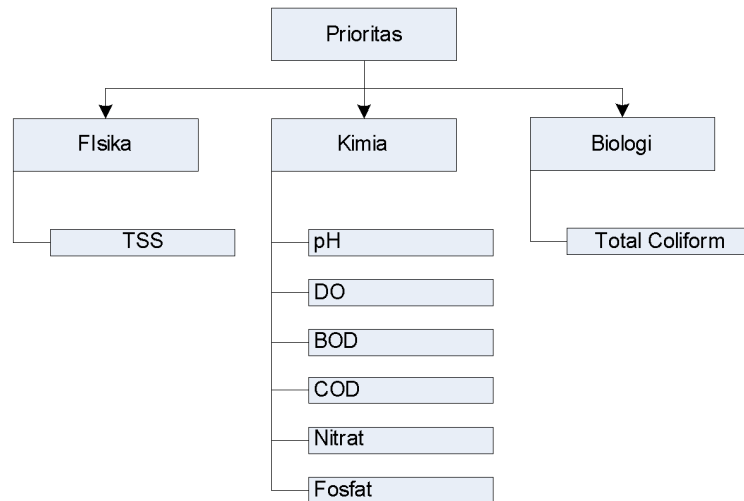 Prioritas
FIsika
Kimia
Biologi
TSS
pH
Total Coliform
DO
BOD
COD
Nitrat
Fosfat